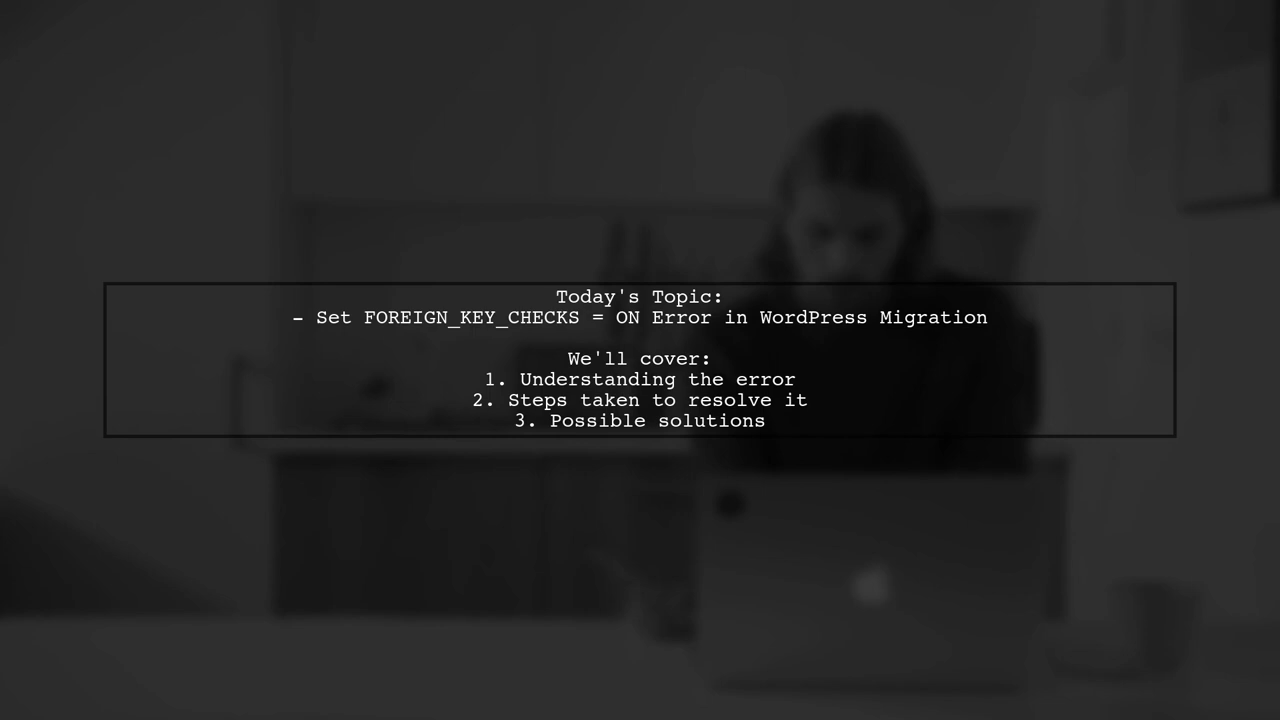 Today's Topic:
- Set FOREIGN_KEY_CHECKS = ON Error in WordPress Migration
We'll cover:
1. Understanding the error
2. Steps taken to resolve it
3. Possible solutions